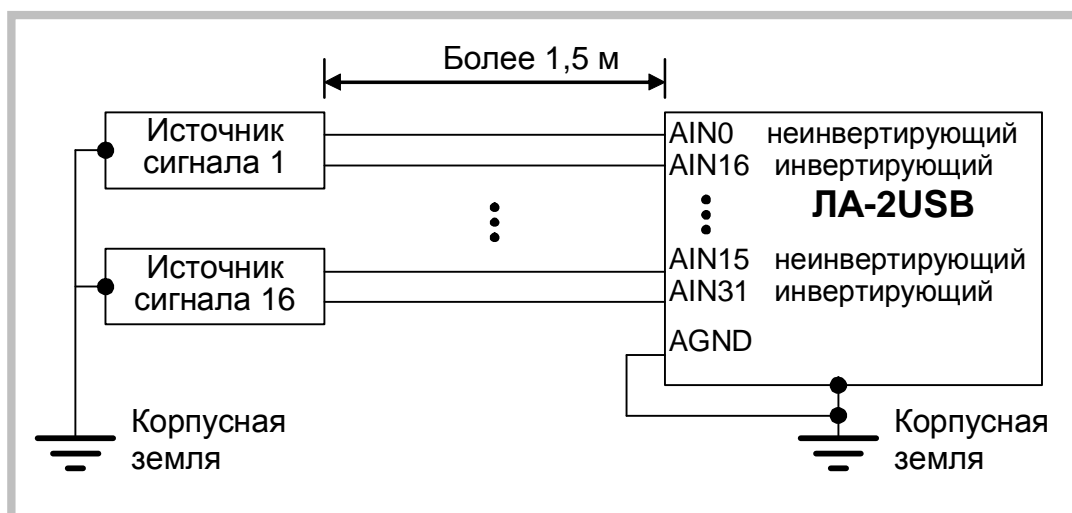 Более 1,5 м
Источник
сигнала 1
AIN0 неинвертирующий
AIN16 инвертирующий
ЛА-2USB
Источник
сигнала 16
AIN15 неинвертирующий
AIN31 инвертирующий
AGND
Корпусная
земля
Корпусная
земля